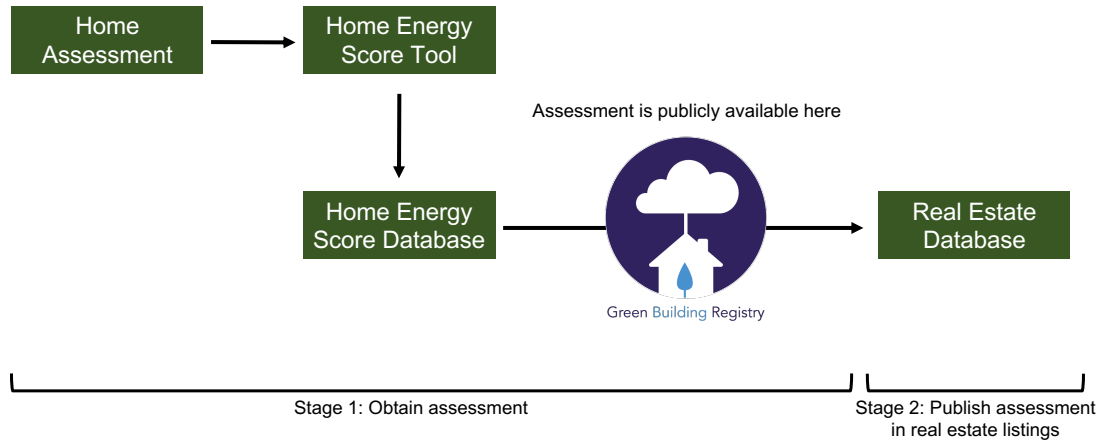 Home
Assessment
Home Energy
Score Tool
Assessment is publicly available here
Home Energy
Score Database
Real Estate
Database
Green Building Registry
Stage 1: Obtain assessment
Stage 2: Publish assessment
in real estate listings